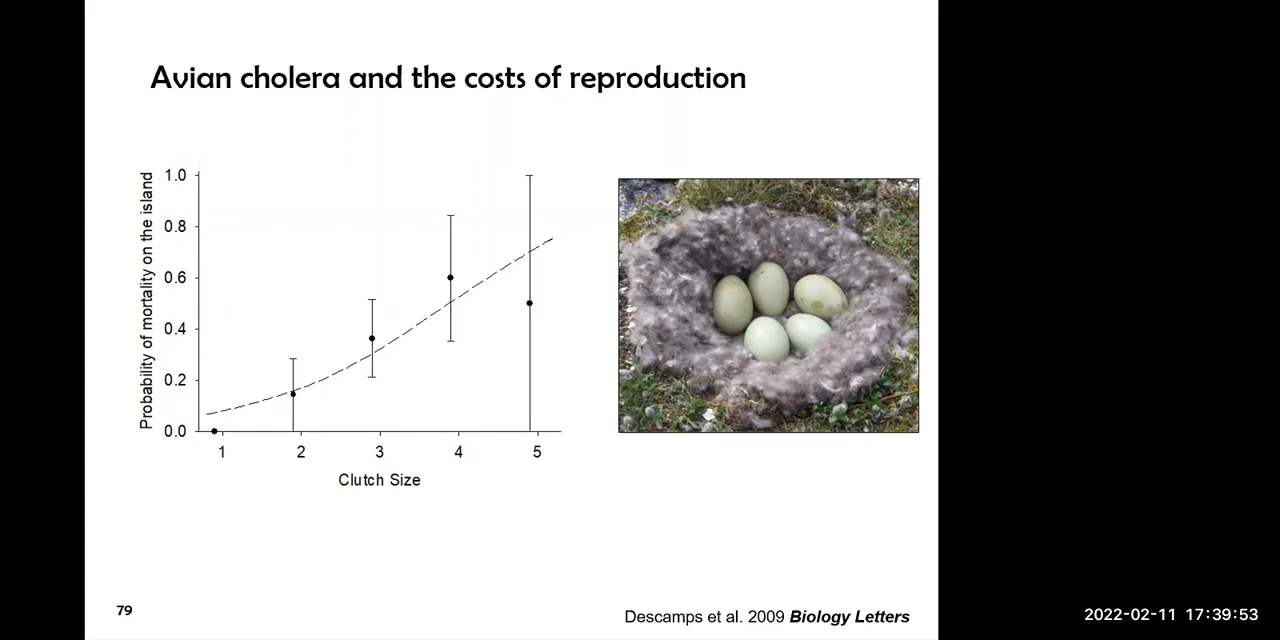 Avian cholera and the costs of reproduction
Probability of mortality on the island
1.0
0.8
0.6
0.4
0.2
0.0
1 2 3 4 5
Clutch Size
79
Descamps et al. 2009 Biology Letters
2022-02-11 17:39:53